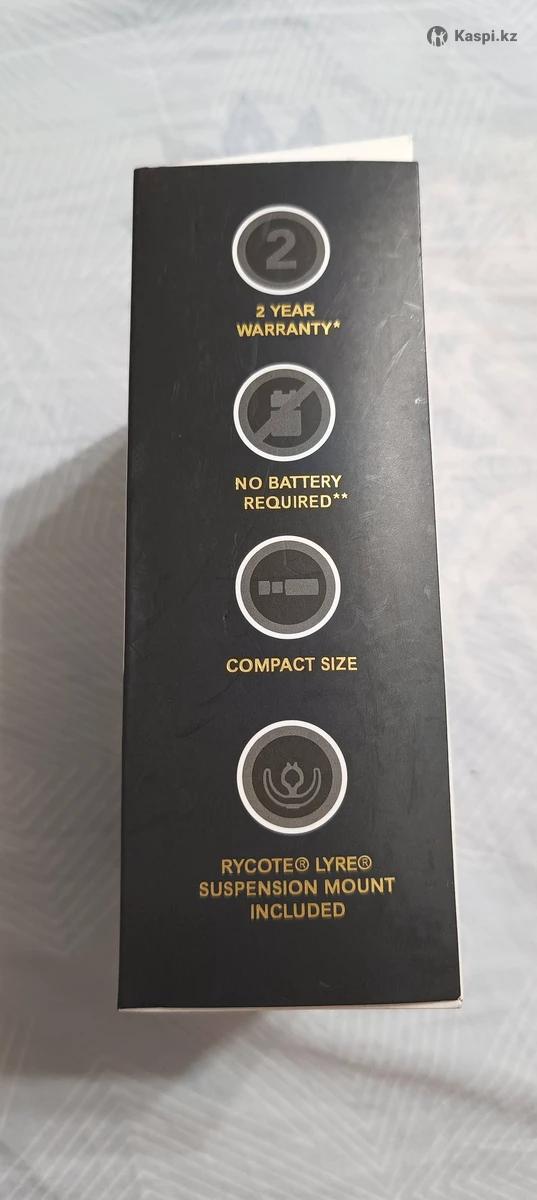 Kaspi.kz
2
2 YEAR
WARRANTY*
NO BATTERY
REQUIRED**
COMPACT SIZE
RYCOTE® LYRE®
SUSPENSION MOUNT
INCLUDED